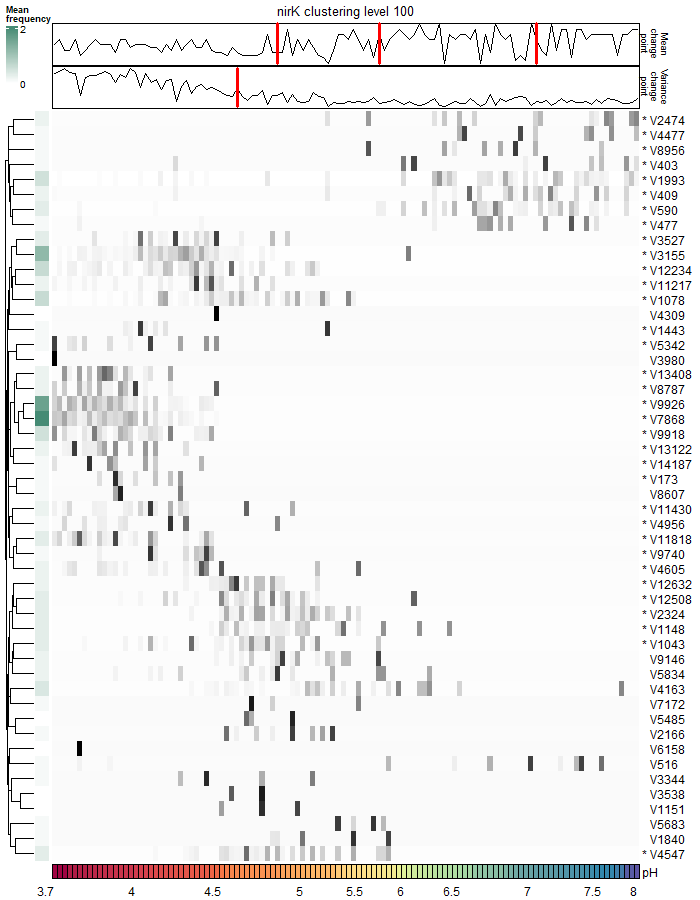 nirK clustering level 100
Mean
frequency
2
0
Mean
change
point
Variance
change
point
* V2474
* V4477
* V8956
* V403
* V1993
* V409
* V590
* V477
* V3527
* V3155
* V12234
* V11217
* V1078
V4309
* V1443
* V5342
V3980
* V13408
* V8787
* V9926
* V7868
* V9918
* V13122
* V14187
* V173
V8607
* V11430
* V4956
* V11818
* V9740
* V4605
V12632
* V12508
* V2324
* V1148
* V1043
V9146
V5834
* V4163
V7172
V5485
V2166
V6158
V516
V3344
V3538
V1151
V5683
V1840
* V4547
pH
3.7 4 4.5 5 5.5 6 6.5 7 7.5 8